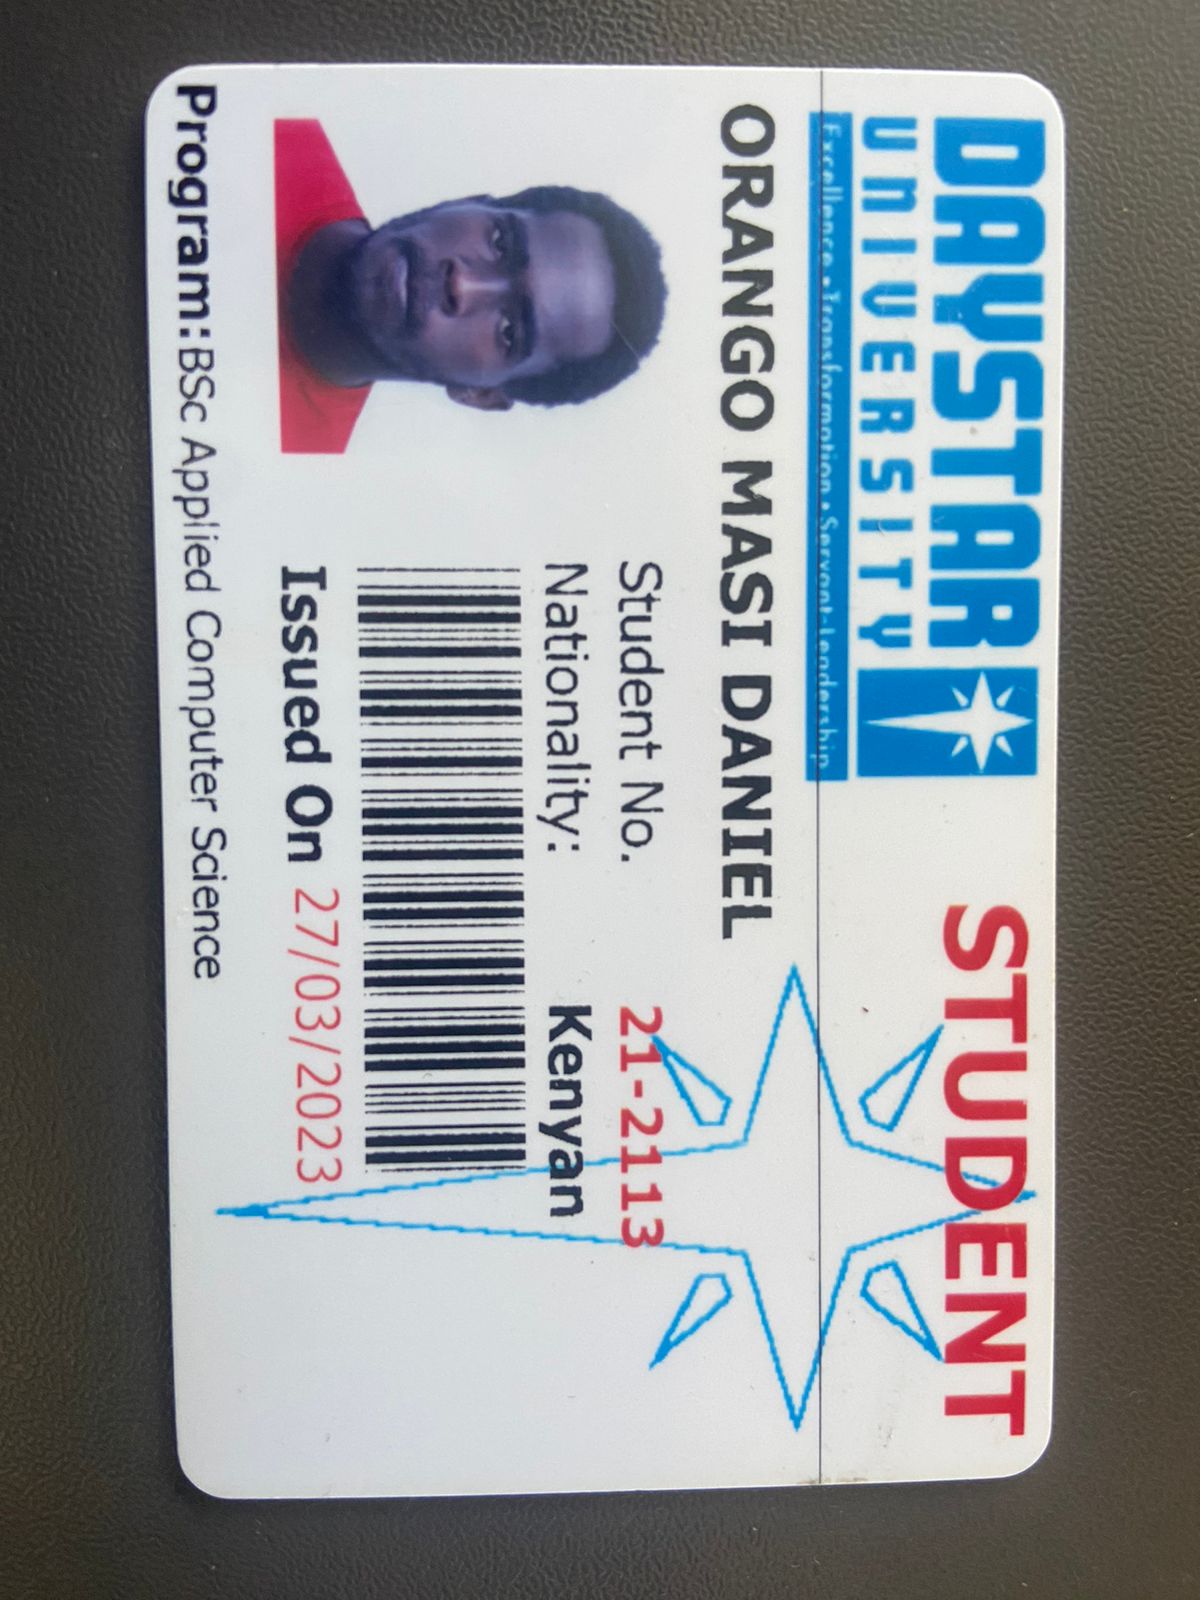 DAYSTAR
UNIVERSITY
Excellence • Transformation • Servant-Leadership
STUDENT
ORANGO MASI DANIEL
Student No. 21-2113
Nationality: Kenyan
Issued On 27/03/2023
Program: BSc Applied Computer Science